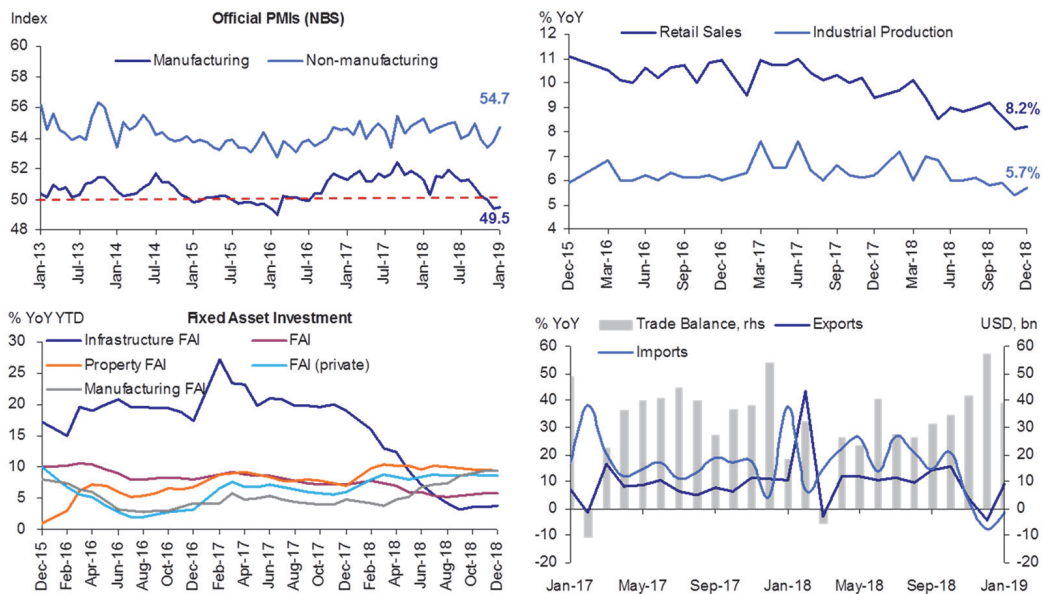 Index
Official PMIs (NBS)
60
58
56
54
52
50
48
Manufacturing
Non-manufacturing
54.7
49.5
Jan-13
Jul-13
Jan-14
Jul-14
Jan-15
Jul-15
Jan-16
Jul-16
Jan-17
Jul-17
Jan-18
Jul-18
Jan-19
% YoY
12
11
10
9
8
7
6
5
4
Retail Sales
Industrial Production
8.2%
5.7%
Dec-15
Mar-16
Jun-16
Sep-16
Dec-16
Mar-17
Jun-17
Sep-17
Dec-17
Mar-18
Jun-18
Sep-18
Dec-18
% YoY YTD
Fixed Asset Investment
30
25
20
15
10
5
0
Infrastructure FAI
FAI
Property FAI
FAI (private)
Manufacturing FAI
Dec-15
Feb-16
Apr-16
Jun-16
Aug-16
Oct-16
Dec-16
Feb-17
Apr-17
Jun-17
Aug-17
Oct-17
Dec-17
Feb-18
Apr-18
Jun-18
Aug-18
Oct-18
Dec-18
% YoY
Trade Balance, rhs
Exports
USD, bn
Imports
60
50
40
30
20
10
0
-10
-20
60
50
40
30
20
10
0
-10
-20
Jan-17
May-17
Sep-17
Jan-18
May-18
Sep-18
Jan-19